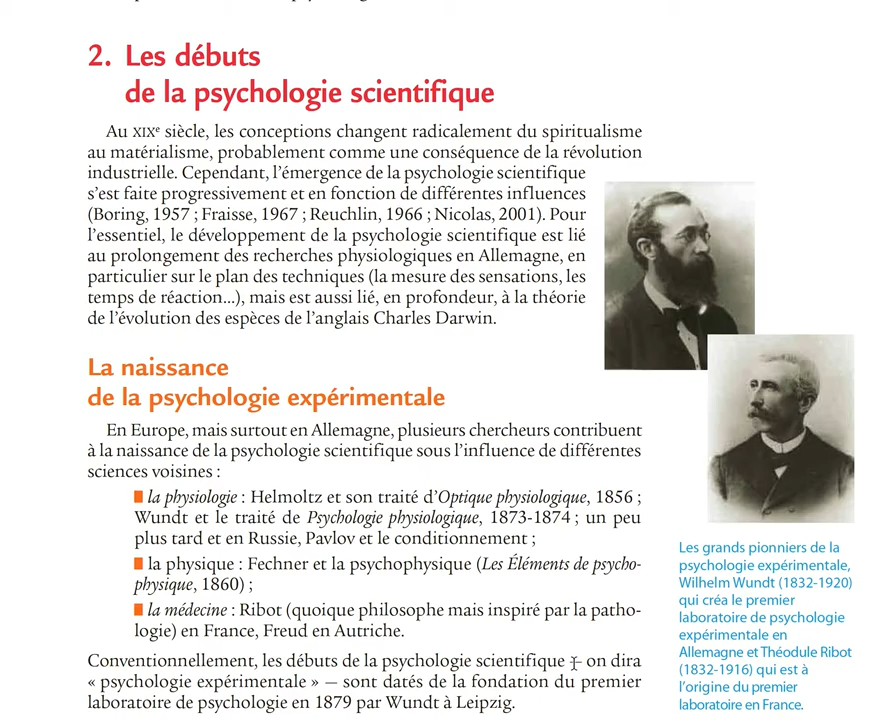 2. Les débuts
de la psychologie scientifique
Au XIXe siècle, les conceptions changent radicalement du spiritualisme
au matérialisme, probablement comme une conséquence de la révolution
industrielle. Cependant, l'émergence de la psychologie scientifique
s'est faite progressivement et en fonction de différentes influences
(Boring, 1957 ; Fraisse, 1967 ; Reuchlin, 1966 ; Nicolas, 2001). Pour
l'essentiel, le développement de la psychologie scientifique est lié
au prolongement des recherches physiologiques en Allemagne, en
particulier sur le plan des techniques (la mesure des sensations, les
temps de réaction...), mais est aussi lié, en profondeur, à la théorie
de l'évolution des espèces de l'anglais Charles Darwin.
La naissance
de la psychologie expérimentale
En Europe, mais surtout en Allemagne, plusieurs chercheurs contribuent
à la naissance de la psychologie scientifique sous l'influence de différentes
sciences voisines :
■ la physiologie : Helmoltz et son traité d'Optique physiologique, 1856 ;
Wundt et le traité de Psychologie physiologique, 1873-1874 ; un peu
plus tard et en Russie, Pavlov et le conditionnement ;
■ la physique : Fechner et la psychophysique (Les Éléments de psycho-
physique, 1860) ;
■ la médecine : Ribot (quoique philosophe mais inspiré par la patho-
logie) en France, Freud en Autriche.
Conventionnellement, les débuts de la psychologie scientifique – on dira
« psychologie expérimentale » – sont datés de la fondation du premier
laboratoire de psychologie en 1879 par Wundt à Leipzig.
Les grands pionniers de la
psychologie expérimentale,
Wilhelm Wundt (1832-1920)
qui créa le premier
laboratoire de psychologie
expérimentale en
Allemagne et Théodule Ribot
(1832-1916) qui est à
l'origine du premier
laboratoire en France.